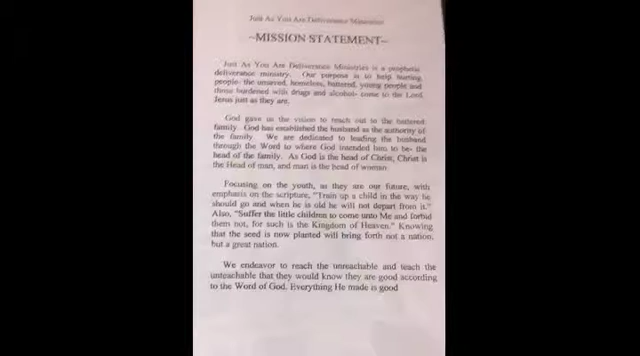 Just As You Are Deliverance Ministries
~MISSION STATEMENT~
Just As You Are Deliverance Ministries is a prophetic
deliverance ministry. Our purpose is to help hurting
people- the unsaved, homeless, battered, young people and
those burdened with drugs and alcohol- come to the Lord
Jesus just as they are.
God gave us the vision to reach out to the battered
family. God has established the husband as the authority of
the family. We are dedicated to leading the husband
through the Word to where God intended him to be- the
head of the family. As God is the head of Christ, Christ is
the Head of man, and man is the head of woman.
Focusing on the youth, as they are our future, with
emphasis on the scripture, "Train up a child in the way he
should go and when he is old he will not depart from it."
Also, "Suffer the little children to come unto Me and forbid
them not, for such is the Kingdom of Heaven." Knowing
that the seed is now planted will bring forth not a nation,
but a great nation.
We endeavor to reach the unreachable and teach the
unteachable that they would know they are good according
to the Word of God. Everything He made is good